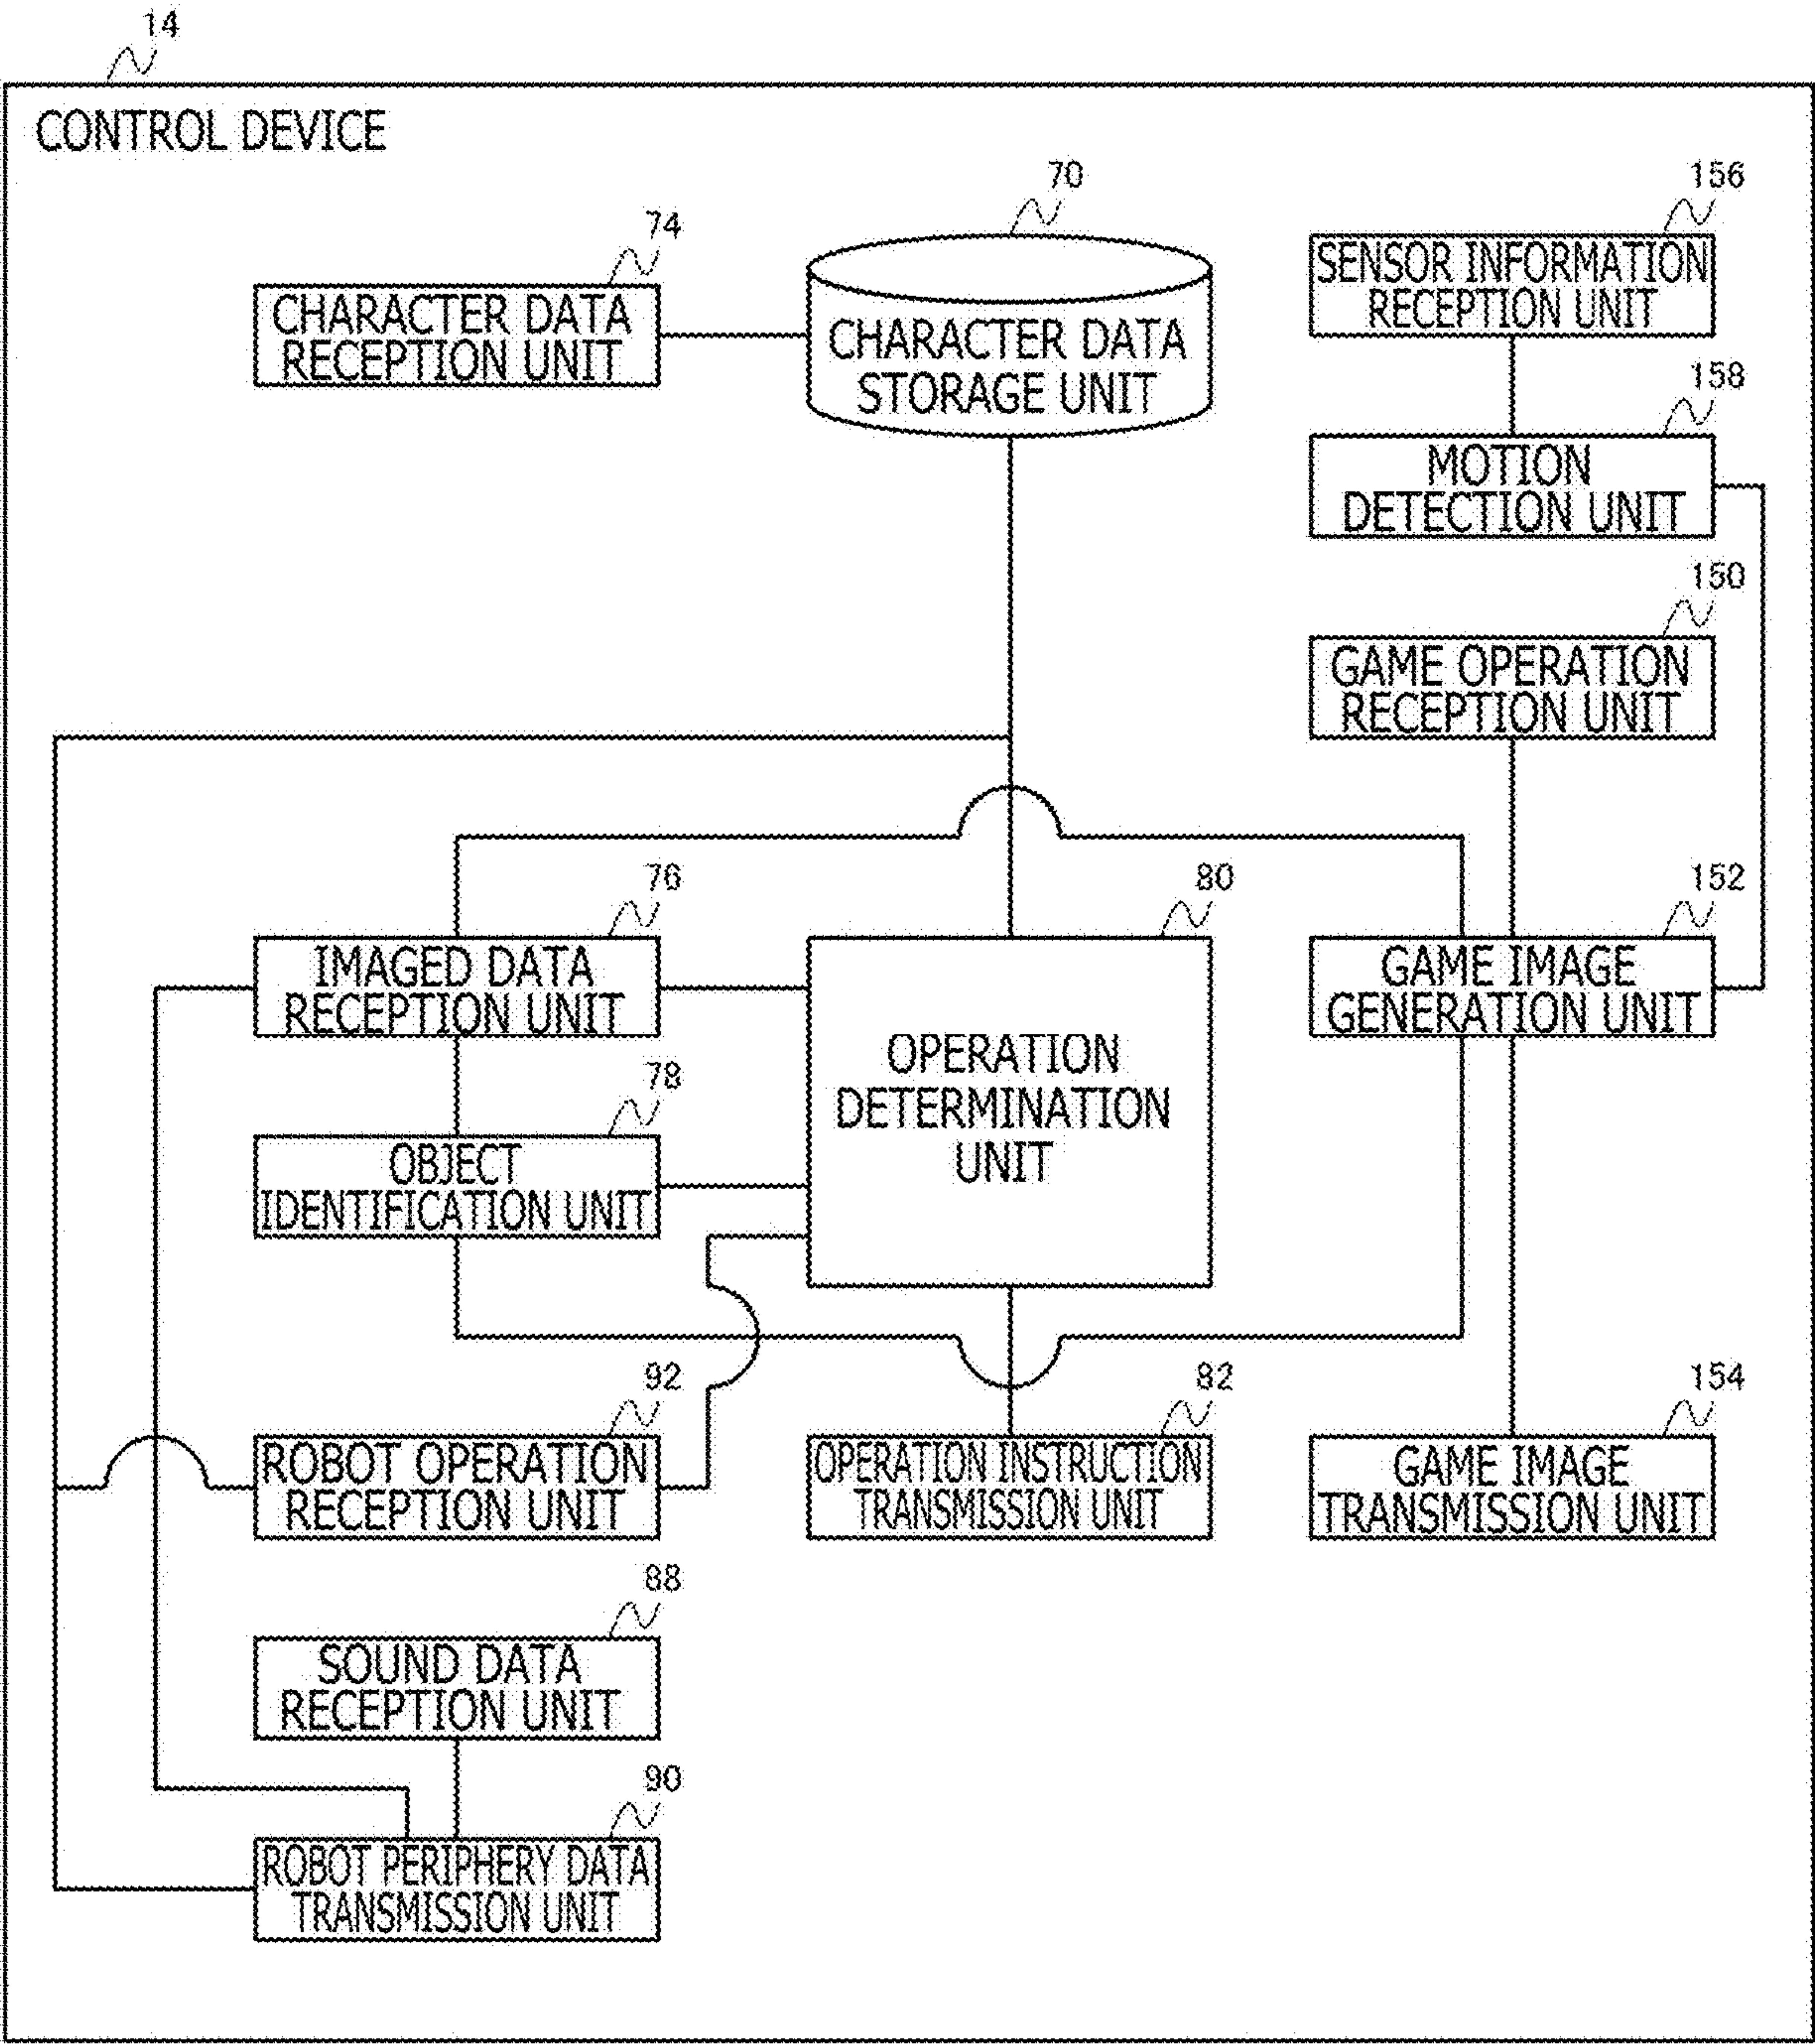 14
CONTROL DEVICE
74
CHARACTER DATA
RECEPTION UNIT
70
CHARACTER DATA
STORAGE UNIT
156
SENSOR INFORMATION
RECEPTION UNIT
158
MOTION
DETECTION UNIT
150
GAME OPERATION
RECEPTION UNIT
76
IMAGED DATA
RECEPTION UNIT
80
OPERATION
DETERMINATION
UNIT
152
GAME IMAGE
GENERATION UNIT
78
OBJECT
IDENTIFICATION UNIT
92
ROBOT OPERATION
RECEPTION UNIT
82
OPERATION INSTRUCTION
TRANSMISSION UNIT
154
GAME IMAGE
TRANSMISSION UNIT
88
SOUND DATA
RECEPTION UNIT
90
ROBOT PERIPHERY DATA
TRANSMISSION UNIT